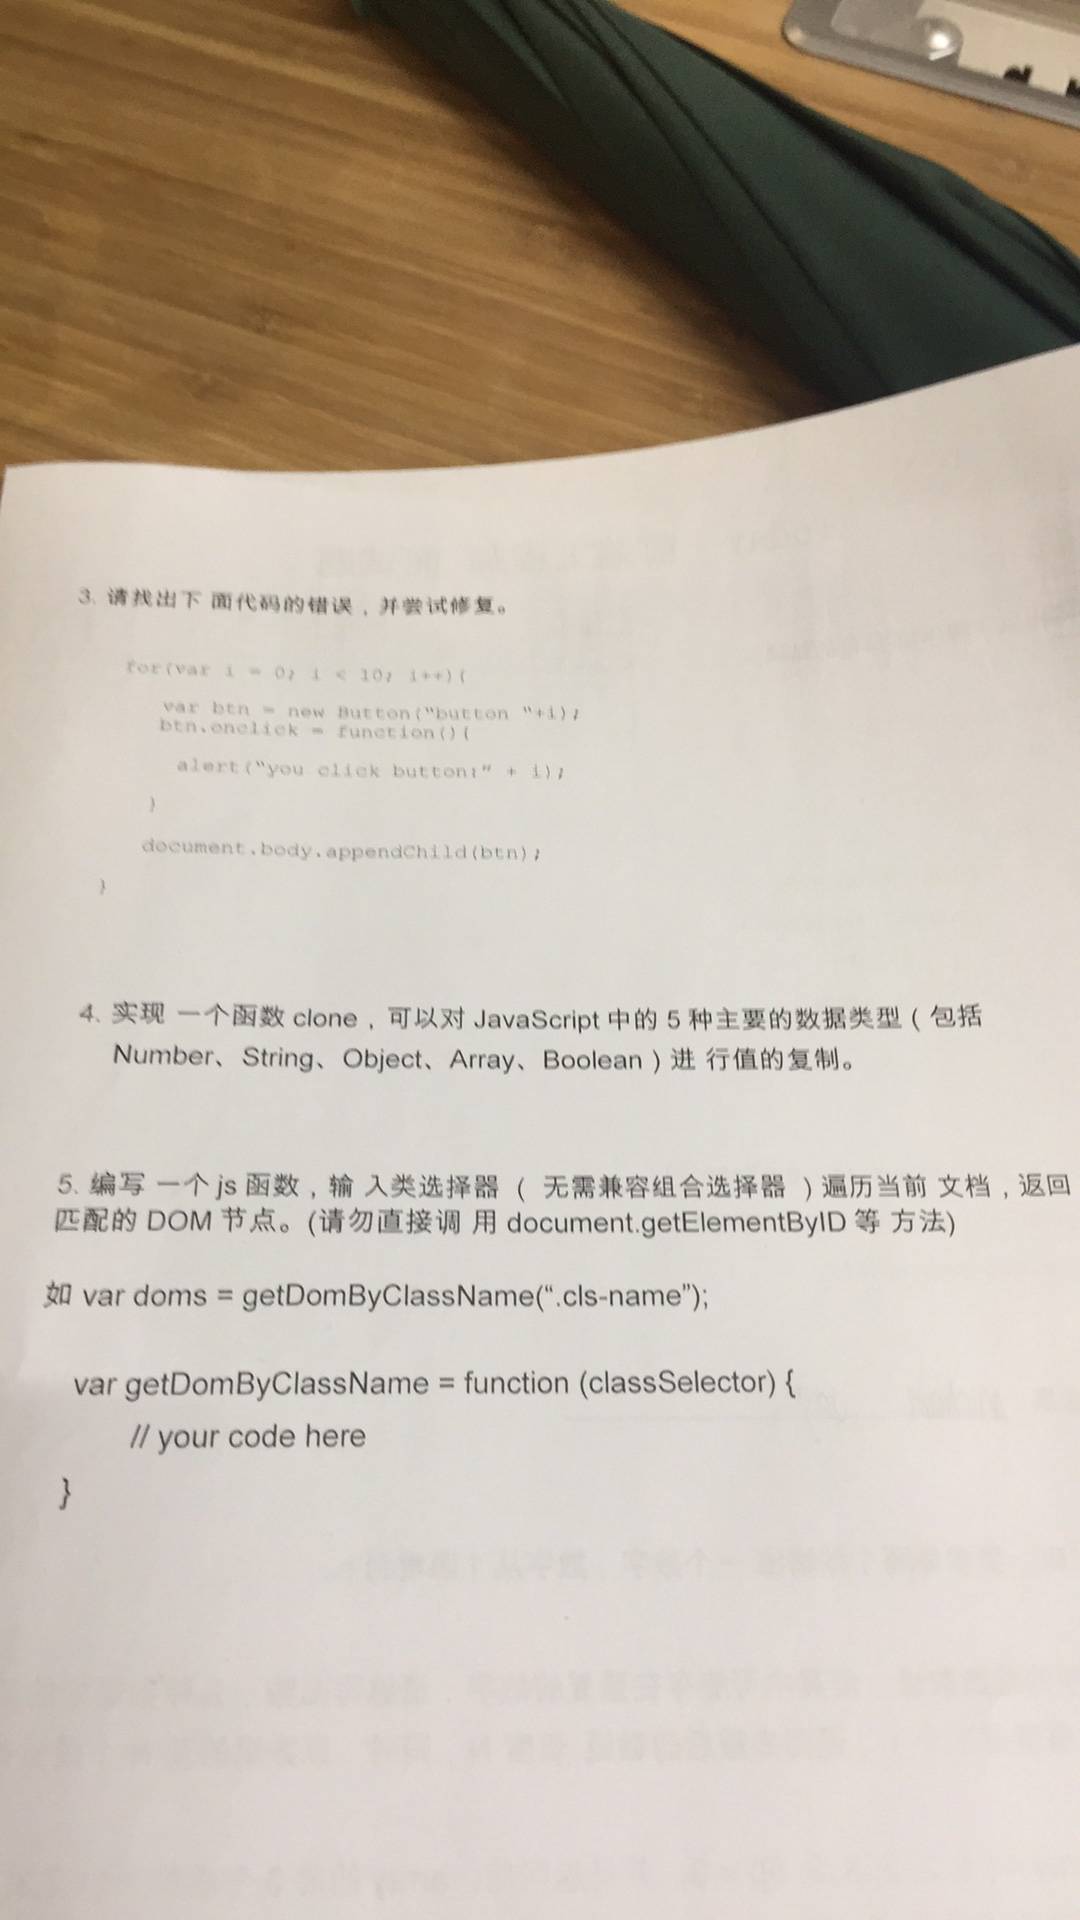 3. 请找出下 面代码的错误，并尝试修复。
for(var i = 0; i < 10; i++){
var btn = new Button("button "+i);
btn.onclick = function(){
alert("you click button:" + i);
}
document.body.appendChild(btn);
}
4. 实现 一个函数 clone，可以对 JavaScript 中的 5 种主要的数据类型（包括
Number、String、Object、Array、Boolean）进 行值的复制。
5. 编写 一个 js 函数，输 入类选择器 （ 无需兼容组合选择器 ）遍历当前 文档，返回
匹配的 DOM 节点。(请勿直接调 用 document.getElementByID 等 方法)
如 var doms = getDomByClassName(“.cls-name”);
var getDomByClassName = function (classSelector) {
// your code here
}